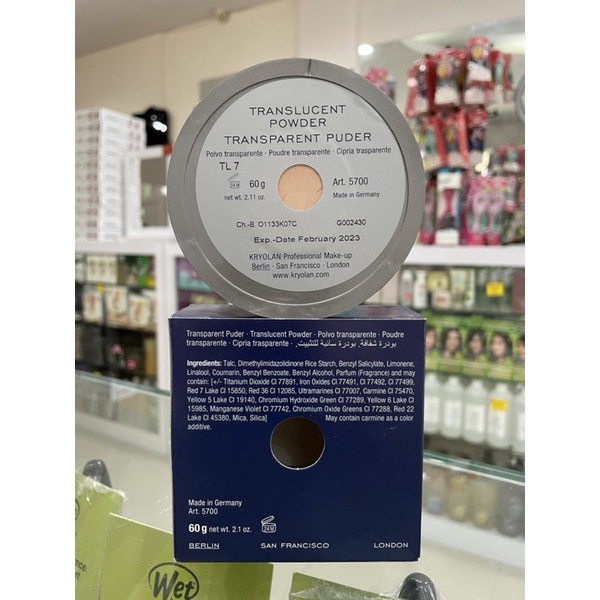 TRANSLUCENT
POWDER
TRANSPARENT PUDER
Polvo transparente · Poudre transparente · Cipria trasparente
TL 7
24 M
60 g
Art. 5700
net wt. 2.11 oz.
Made in Germany
Ch.-B. O1133K07C
G002430
Exp.-Date February 2023
KRYOLAN Professional Make-up
Berlin · San Francisco · London
www.kryolan.com
Transparent Puder · Translucent Powder · Polvo transparente · Poudre
transparente · Cipria trasparente · بودرة شفافة. بودرة سائبة للتثبيت.
Ingredients: Talc, Dimethylimidazolidinone Rice Starch, Benzyl Salicylate, Limonene,
Linalool, Coumarin, Benzyl Benzoate, Benzyl Alcohol, Parfum (Fragrance) and may
contain: [+/- Titanium Dioxide CI 77891, Iron Oxides CI 77491, CI 77492, CI 77499,
Red 7 Lake CI 15850, Red 36 CI 12085, Ultramarines CI 77007, Carmine CI 75470,
Yellow 5 Lake CI 19140, Chromium Hydroxide Green CI 77289, Yellow 6 Lake CI
15985, Manganese Violet CI 77742, Chromium Oxide Greens CI 77288, Red 22
Lake CI 45380, Mica, Silica] May contain carmine as a color
additive.
Made in Germany
Art. 5700
60 g net wt. 2.1 oz.
24 M
BERLIN SAN FRANCISCO LONDON
Wet